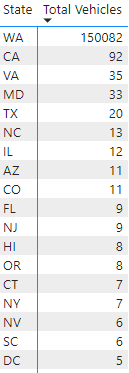 State Total Vehicles
WA 150082
CA 92
VA 35
MD 33
TX 20
NC 13
IL 12
AZ 11
CO 11
FL 9
NJ 9
HI 8
OR 8
CT 7
NY 7
NV 6
SC 6
DC 5